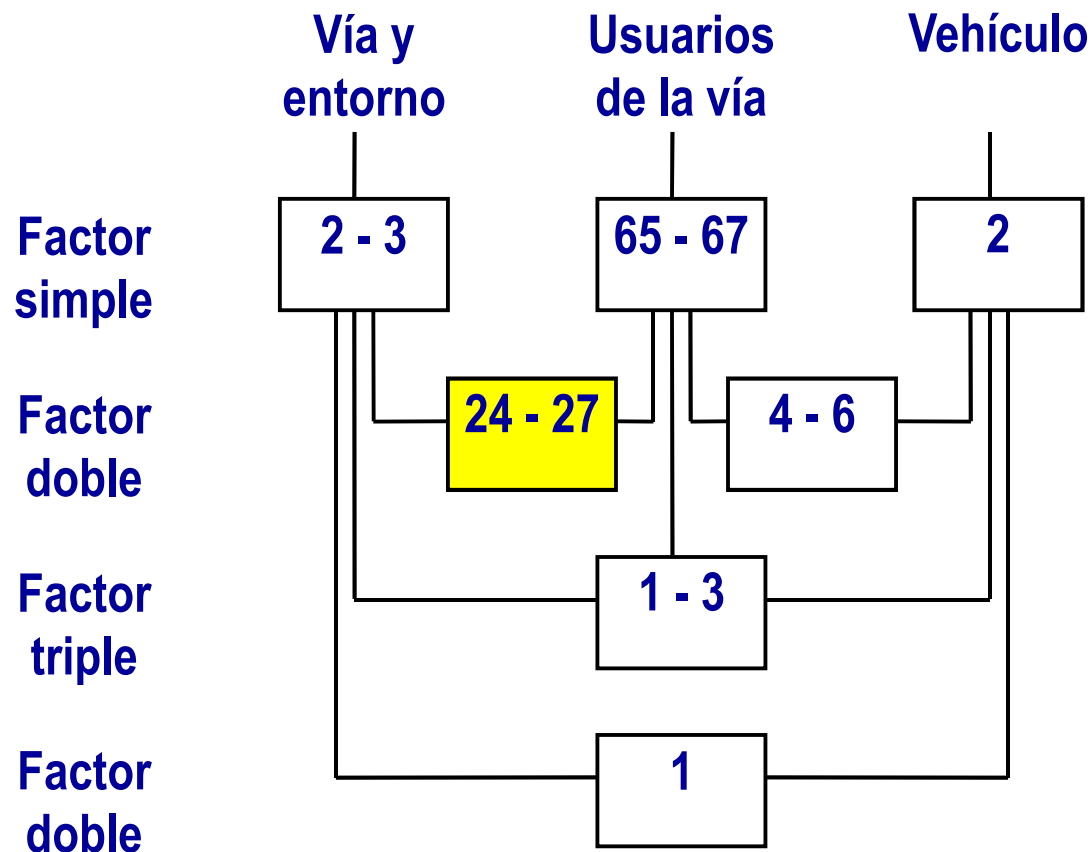 Vía y
entorno
Usuarios
de la vía
Vehículo
Factor
simple
2 - 3
65 - 67
2
Factor
doble
24 - 27
4 - 6
Factor
triple
1 - 3
Factor
doble
1